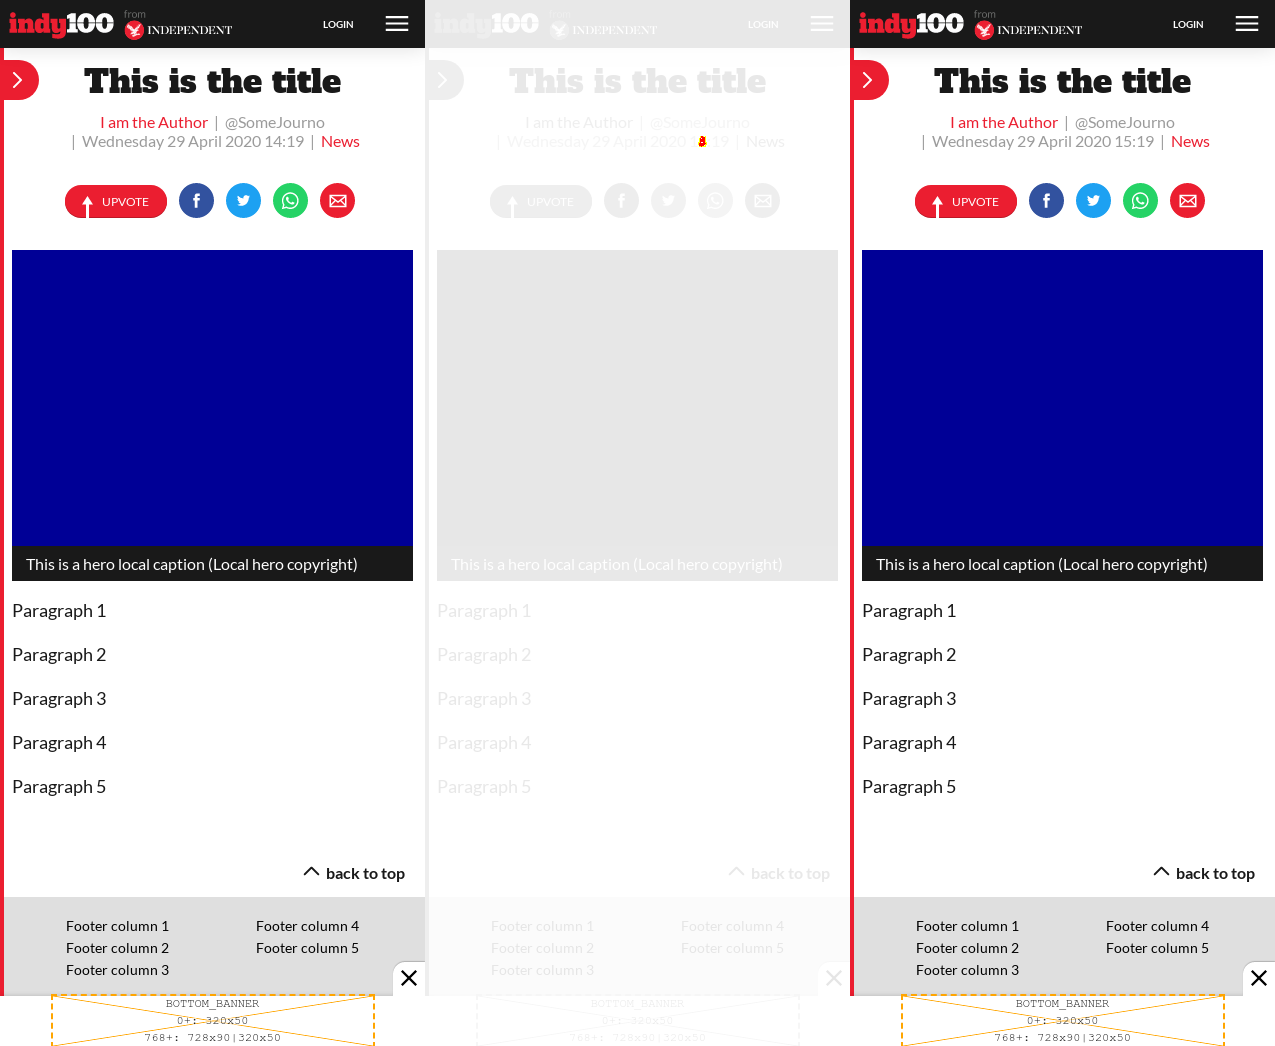 indy100 from INDEPENDENT LOGIN
This is the title
I am the Author | @SomeJourno
| Wednesday 29 April 2020 14:19 | News
UPVOTE
This is a hero local caption (Local hero copyright)
Paragraph 1
Paragraph 2
Paragraph 3
Paragraph 4
Paragraph 5
back to top
Footer column 1
Footer column 2
Footer column 3
Footer column 4
Footer column 5
BOTTOM_BANNER
0+: 320x50
768+: 728x90|320x50
indy100 from INDEPENDENT LOGIN
This is the title
I am the Author | @SomeJourno
| Wednesday 29 April 2020 :19 | News
UPVOTE
This is a hero local caption (Local hero copyright)
Paragraph 1
Paragraph 2
Paragraph 3
Paragraph 4
Paragraph 5
back to top
Footer column 1
Footer column 2
Footer column 3
Footer column 4
Footer column 5
BOTTOM_BANNER
0+: 320x50
768+: 728x90|320x50
indy100 from INDEPENDENT LOGIN
This is the title
I am the Author | @SomeJourno
| Wednesday 29 April 2020 15:19 | News
UPVOTE
This is a hero local caption (Local hero copyright)
Paragraph 1
Paragraph 2
Paragraph 3
Paragraph 4
Paragraph 5
back to top
Footer column 1
Footer column 2
Footer column 3
Footer column 4
Footer column 5
BOTTOM_BANNER
0+: 320x50
768+: 728x90|320x50